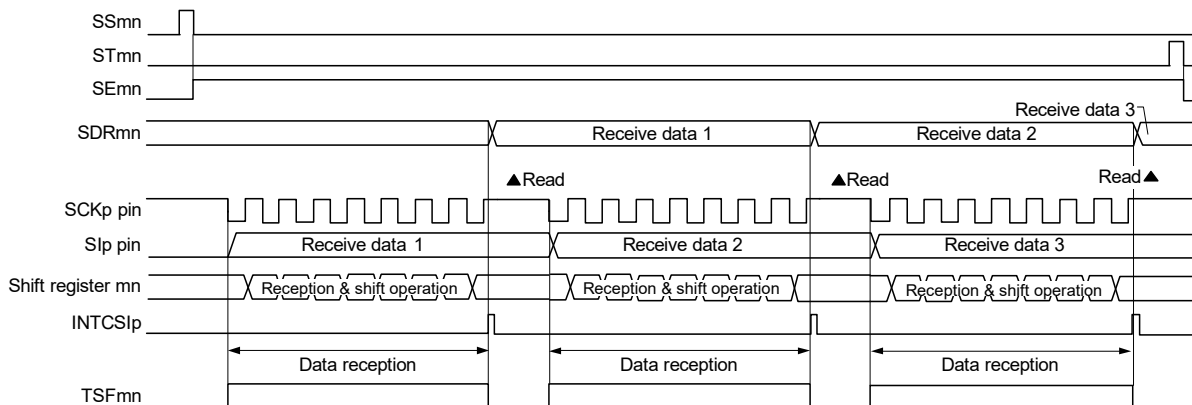 SSmn
STmn
SEmn
Receive data 3
SDRmn Receive data 1 Receive data 2
▲Read ▲Read Read▲
SCKp pin
SIp pin Receive data 1 Receive data 2 Receive data 3
Shift register mn Reception & shift operation Reception & shift operation Reception & shift operation
INTCSIp
Data reception Data reception Data reception
TSFmn